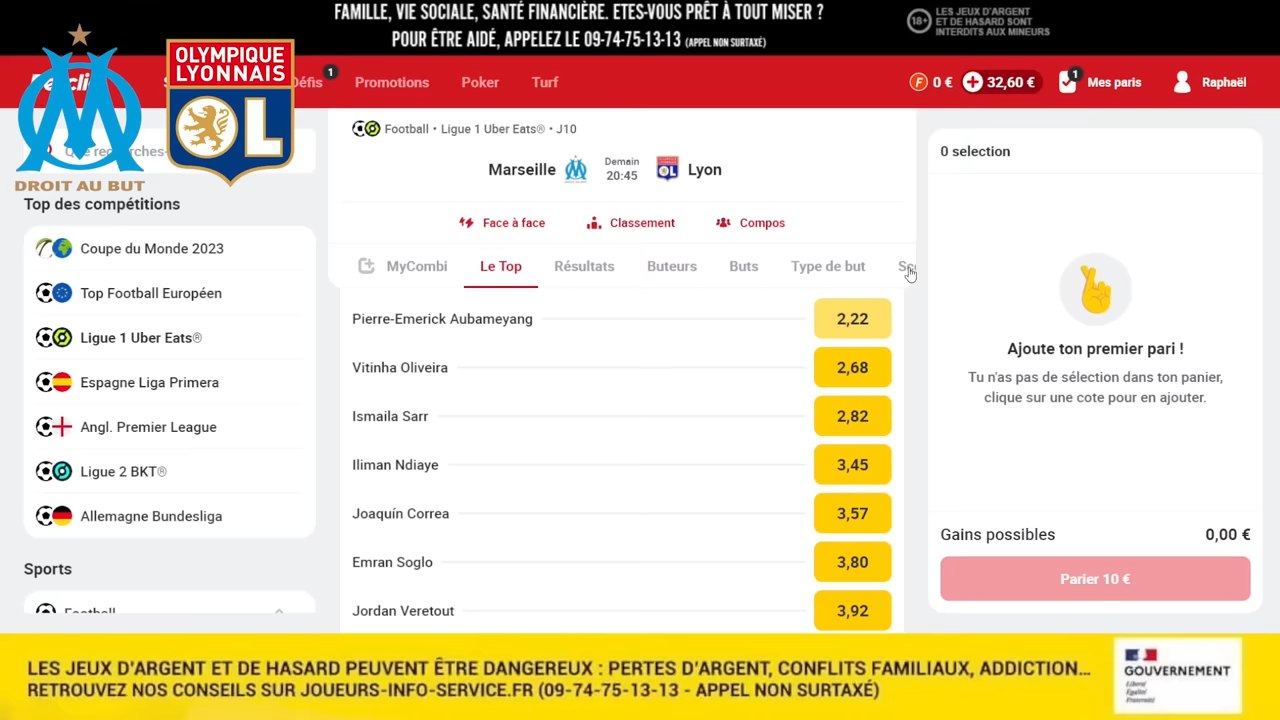 FAMILLE, VIE SOCIALE, SANTÉ FINANCIÈRE. ETES-VOUS PRÊT À TOUT MISER ?
POUR ÊTRE AIDÉ, APPELEZ LE 09-74-75-13-13 (APPEL NON SURTAXÉ)
18+
LES JEUX D'ARGENT
ET DE HASARD SONT
INTERDITS AUX MINEURS
OLYMPIQUE
LYONNAIS
OL
DROIT AU BUT
Défis
1
Promotions
Poker
Turf
F 0 €
32,60 €
1
Mes paris
Raphaël
Top des compétitions
Coupe du Monde 2023
Top Football Européen
Ligue 1 Uber Eats®
Espagne Liga Primera
Angl. Premier League
Ligue 2 BKT®
Allemagne Bundesliga
Sports
Football
Football • Ligue 1 Uber Eats® • J10
Marseille
Demain
20:45
OL
Lyon
Face à face
Classement
Compos
MyCombi
Le Top
Résultats
Buteurs
Buts
Type de but
Pierre-Emerick Aubameyang 2,22
Vitinha Oliveira 2,68
Ismaila Sarr 2,82
Iliman Ndiaye 3,45
Joaquín Correa 3,57
Emran Soglo 3,80
Jordan Veretout 3,92
0 selection
Ajoute ton premier pari !
Tu n'as pas de sélection dans ton panier,
clique sur une cote pour en ajouter.
Gains possibles 0,00 €
Parier 10 €
LES JEUX D'ARGENT ET DE HASARD PEUVENT ÊTRE DANGEREUX : PERTES D'ARGENT, CONFLITS FAMILIAUX, ADDICTION...
RETROUVEZ NOS CONSEILS SUR JOUEURS-INFO-SERVICE.FR (09-74-75-13-13 - APPEL NON SURTAXÉ)
GOUVERNEMENT
Liberté
Égalité
Fraternité